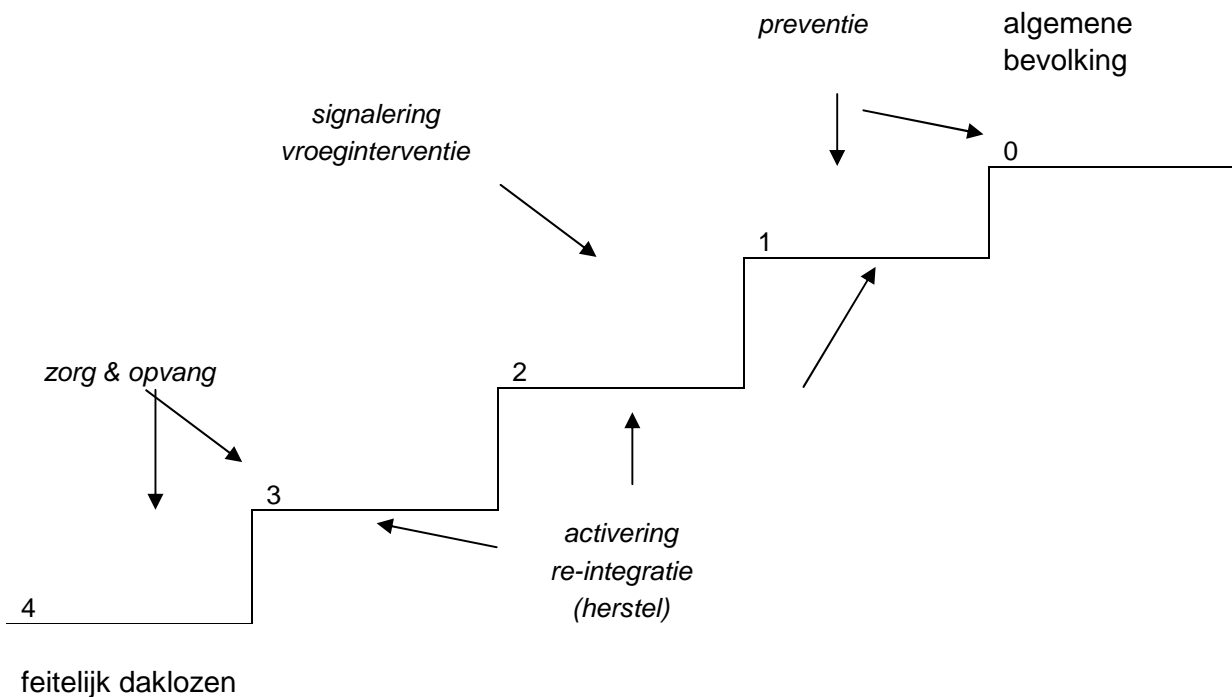 preventie
algemene
bevolking
signalering
vroeginterventie
0
1
zorg & opvang
2
3
activering
re-integratie
(herstel)
4
feitelijk daklozen